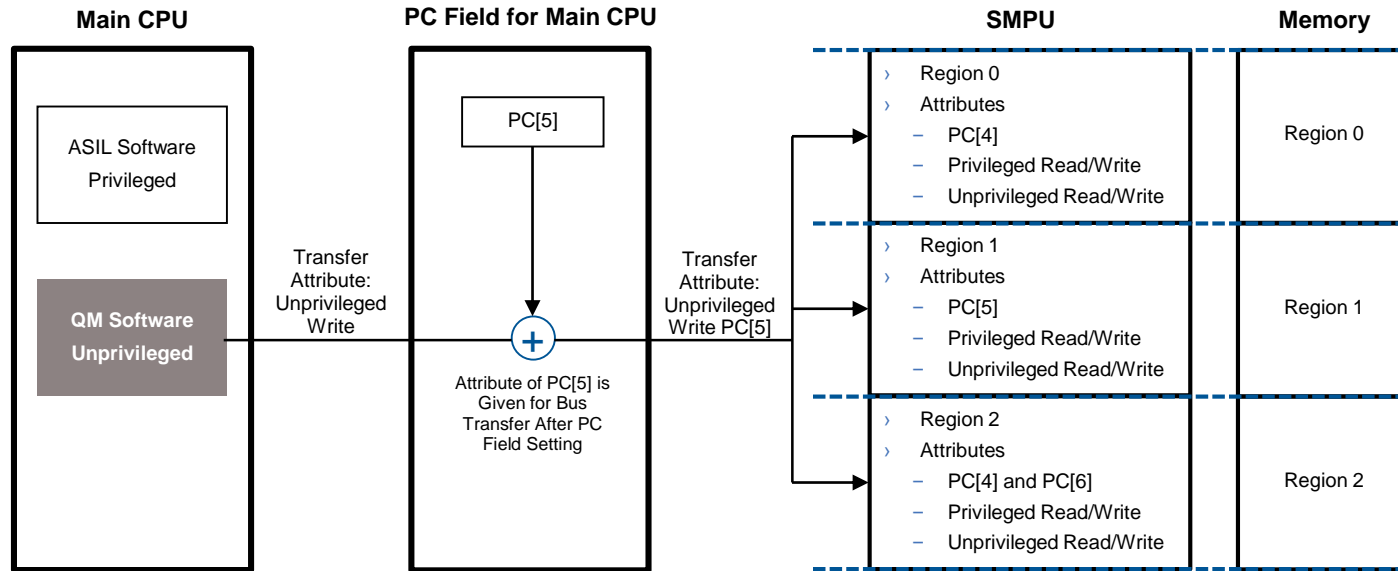 Main CPU
PC Field for Main CPU
SMPU
Memory
ASIL Software
Privileged
QM Software
Unprivileged
Transfer
Attribute:
Unprivileged
Write
PC[5]
+
Attribute of PC[5] is
Given for Bus
Transfer After PC
Field Setting
Transfer
Attribute:
Unprivileged
Write PC[5]
› Region 0
› Attributes
– PC[4]
– Privileged Read/Write
– Unprivileged Read/Write
› Region 1
› Attributes
– PC[5]
– Privileged Read/Write
– Unprivileged Read/Write
› Region 2
› Attributes
– PC[4] and PC[6]
– Privileged Read/Write
– Unprivileged Read/Write
Region 0
Region 1
Region 2